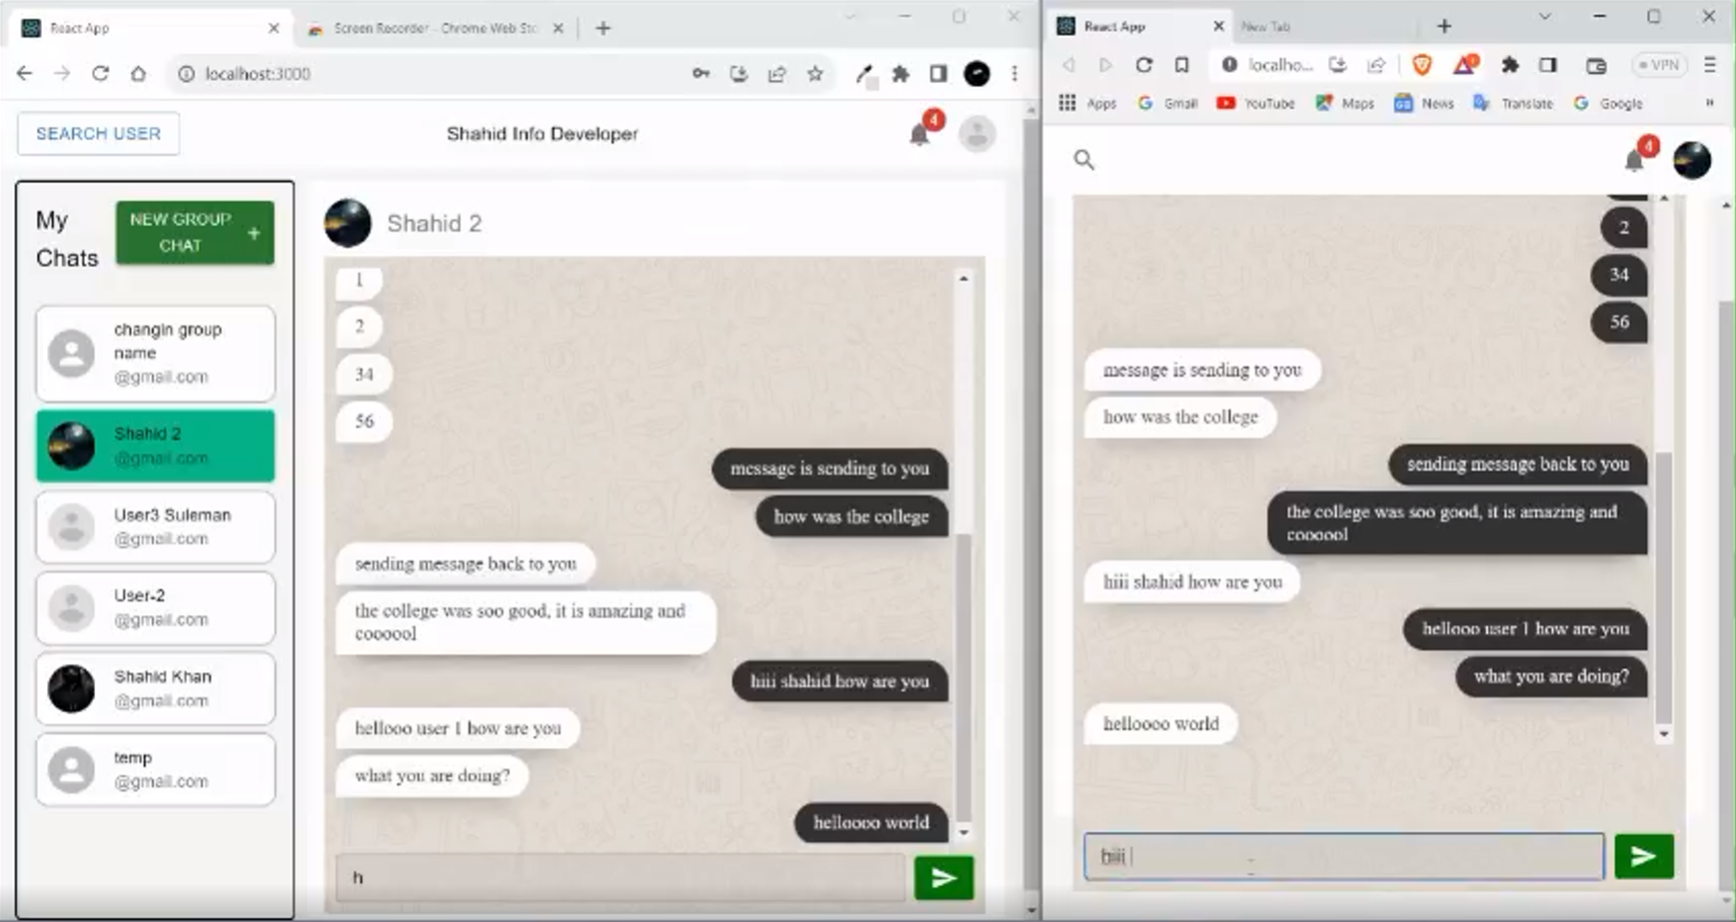 React App
Screen Recorder - Chrome Web Sto
localhost:3000
SEARCH USER
Shahid Info Developer
4
My
Chats
NEW GROUP
CHAT +
changin group
name
@gmail.com
Shahid 2
@gmail.com
User3 Suleman
@gmail.com
User-2
@gmail.com
Shahid Khan
@gmail.com
temp
@gmail.com
Shahid 2
1
2
34
56
message is sending to you
how was the college
sending message back to you
the college was soo good, it is amazing and
coooool
hiii shahid how are you
hellooo user 1 how are you
what you are doing?
helloooo world
h
React App
New Tab
localho...
VPN
Apps
Gmail
YouTube
Maps
News
Translate
Google
»
4
2
34
56
message is sending to you
how was the college
sending message back to you
the college was soo good, it is amazing and
coooool
hiii shahid how are you
hellooo user 1 how are you
what you are doing?
helloooo world
hiii